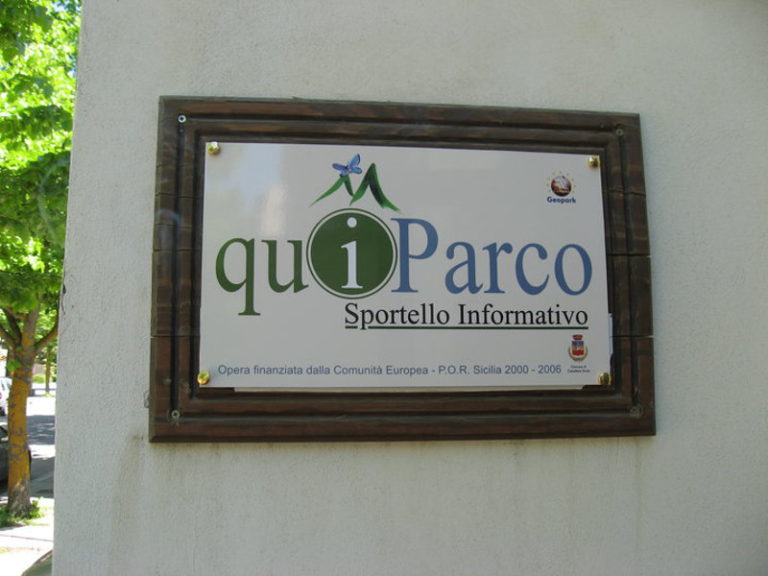 Geopark
quiParco
Sportello Informativo
Opera finanziata dalla Comunità Europea - P.O.R. Sicilia 2000 - 2006